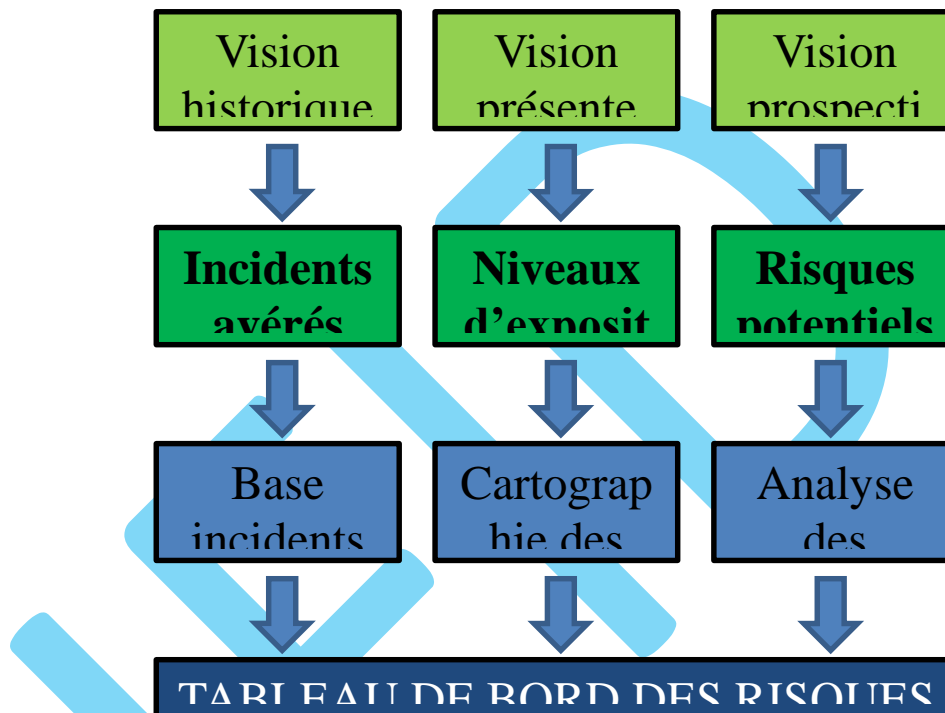 Vision
historique
Vision
présente
Vision
prospecti
Incidents
avérés
Niveaux
d’exposit
Risques
potentiels
Base
incidents
Cartograp
hie des
Analyse
des
TABLEAU DE BORD DES RISQUES